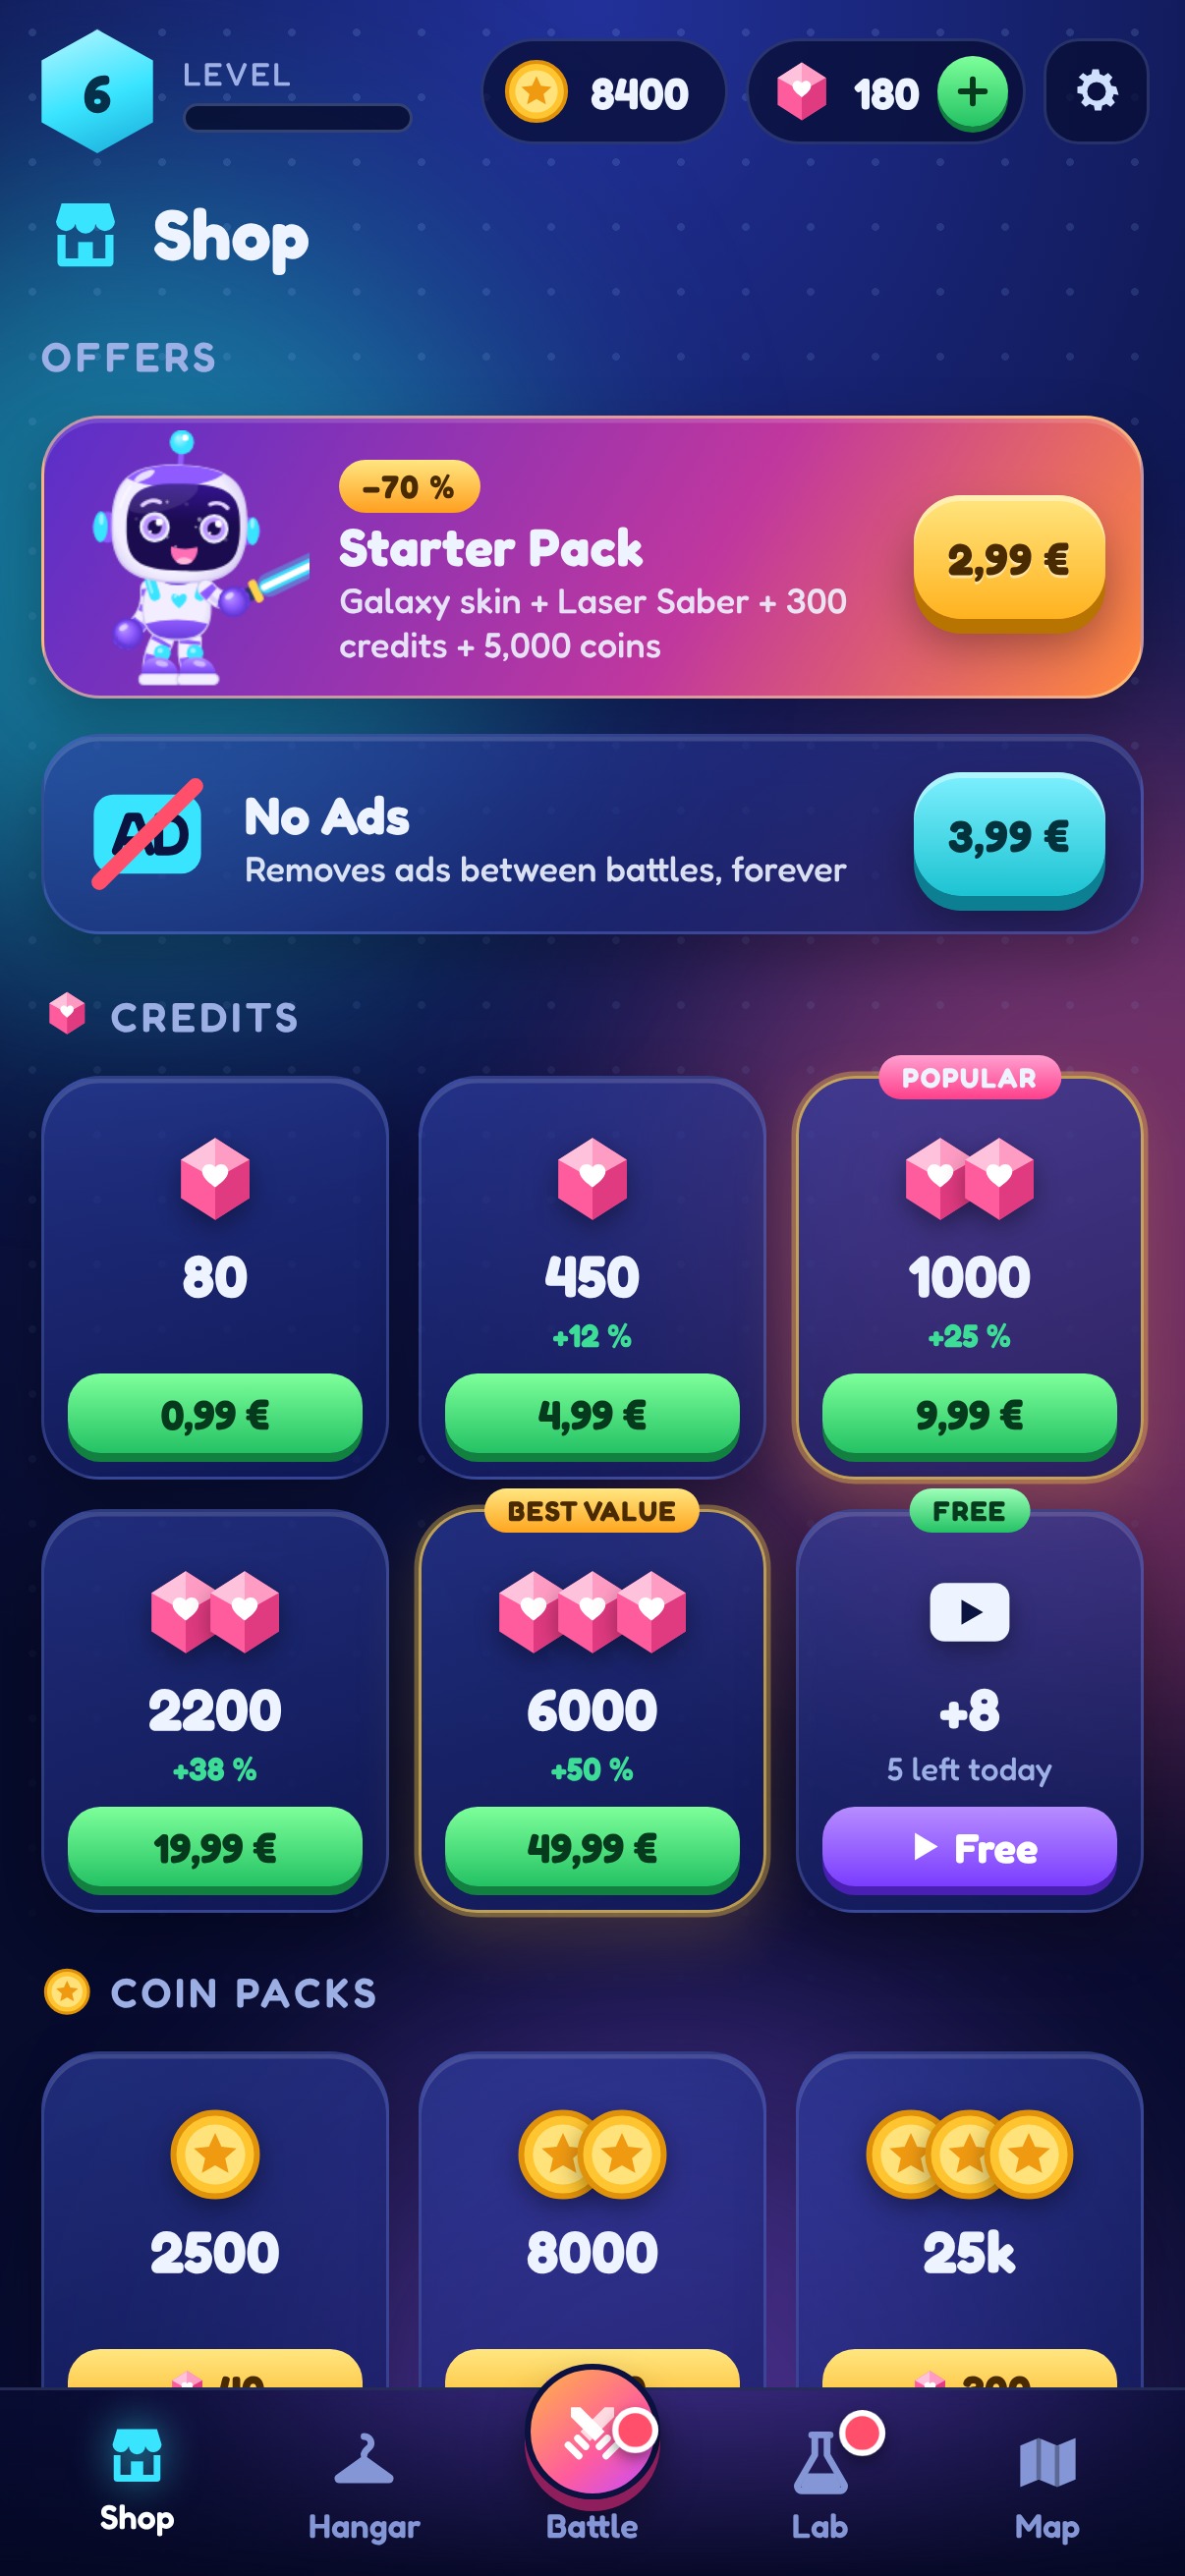 6
LEVEL
8400
180
Shop
OFFERS
–70 %
Starter Pack
Galaxy skin + Laser Saber + 300
credits + 5,000 coins
2,99 €
AD
No Ads
Removes ads between battles, forever
3,99 €
CREDITS
80
0,99 €
450
+12 %
4,99 €
POPULAR
1000
+25 %
9,99 €
2200
+38 %
19,99 €
BEST VALUE
6000
+50 %
49,99 €
FREE
+8
5 left today
Free
COIN PACKS
2500
40
8000
25k
300
Shop
Hangar
Battle
Lab
Map